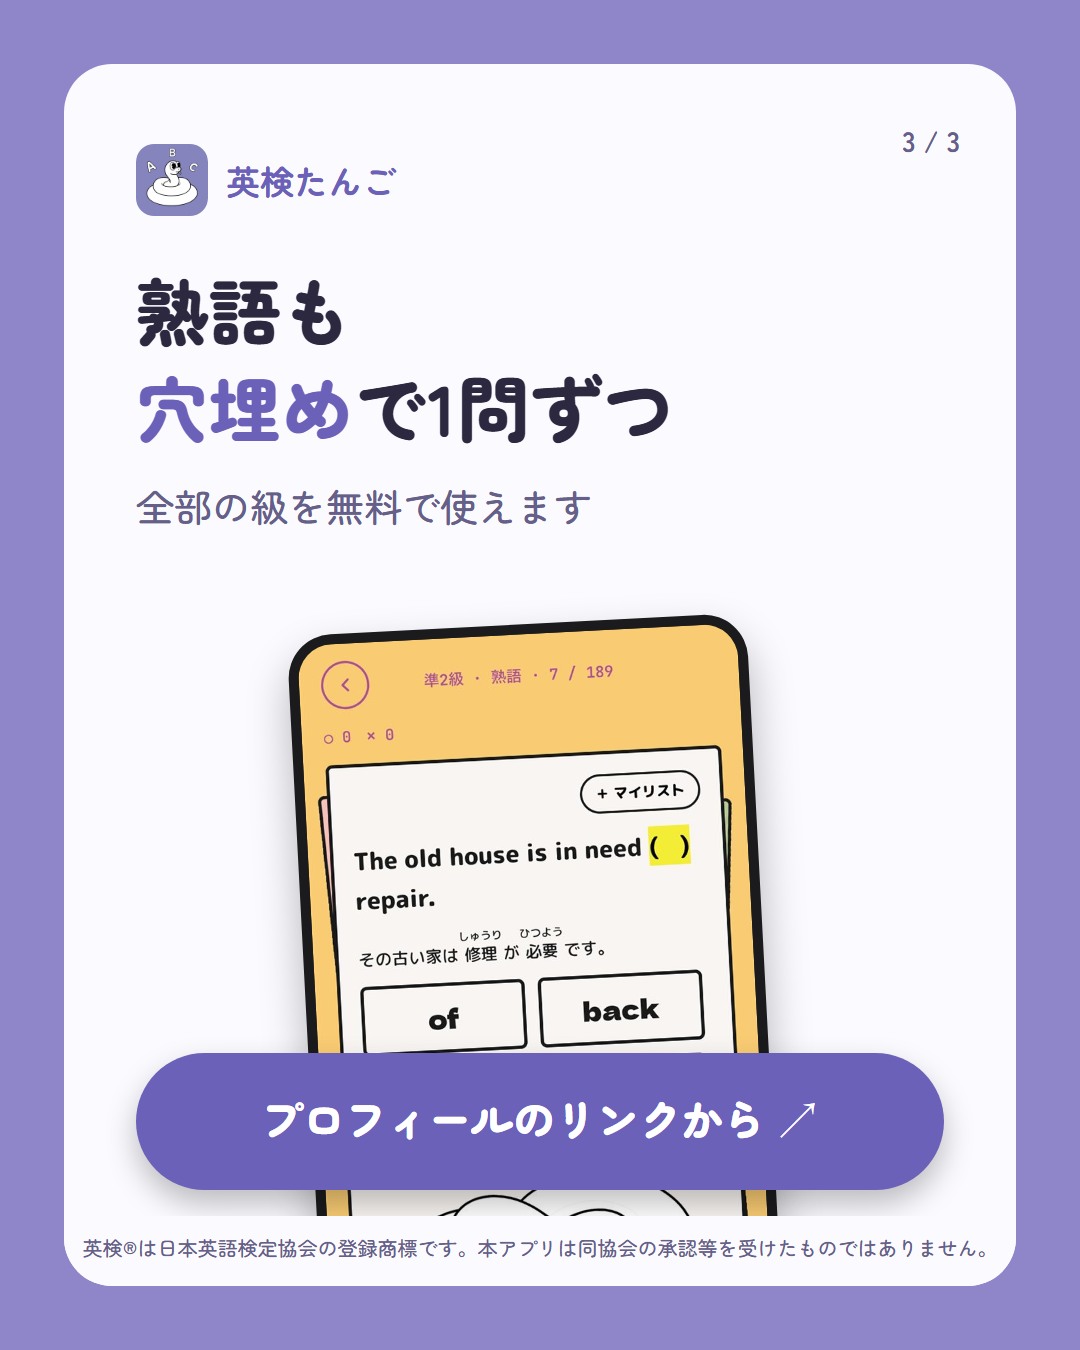 3 / 3
A B C
英検たんご
熟語も
穴埋めで1問ずつ
全部の級を無料で使えます
準2級 · 熟語 · 7 / 189
○ 0 × 0
+ マイリスト
The old house is in need ( )
repair.
しゅうり ひつよう
その古い家は 修理 が 必要 です。
of
back
プロフィールのリンクから ↗
英検®は日本英語検定協会の登録商標です。本アプリは同協会の承認等を受けたものではありません。